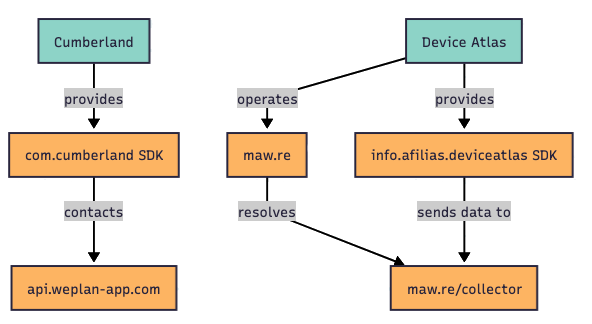 Cumberland
Device Atlas
provides
operates
provides
com.cumberland SDK
maw.re
info.afilias.deviceatlas SDK
contacts
resolves
sends data to
api.weplan-app.com
maw.re/collector